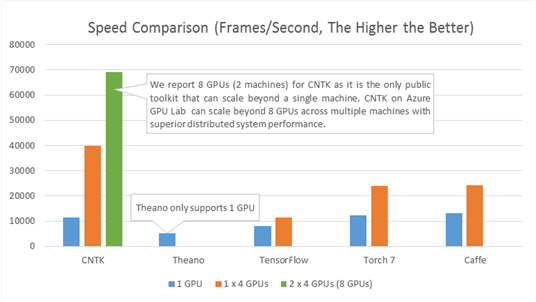 Speed Comparison (Frames/Second, The Higher the Better)
80000
70000
60000
50000
40000
30000
20000
10000
0
We report 8 GPUs (2 machines) for CNTK as it is the only public
toolkit that can scale beyond a single machine. CNTK on Azure
GPU Lab can scale beyond 8 GPUs across multiple machines with
superior distributed system performance.
Theano only supports 1 GPU
CNTK
Theano
TensorFlow
Torch 7
Caffe
1 GPU
1 x 4 GPUs
2 x 4 GPUs (8 GPUs)